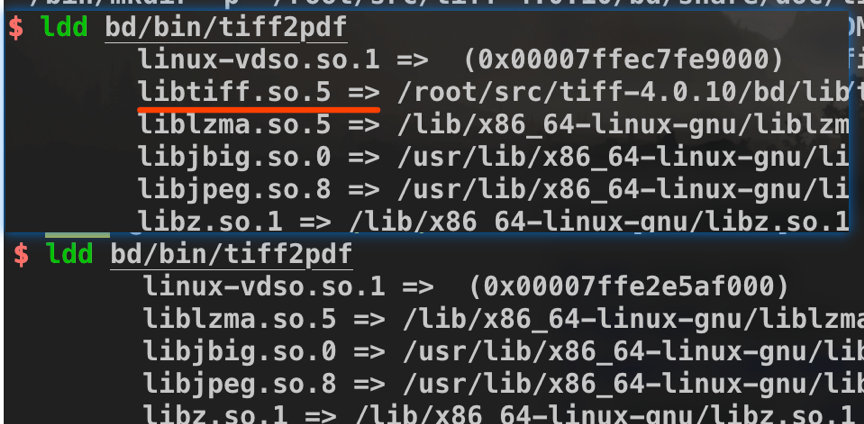 $ ldd bd/bin/tiff2pdf
linux-vdso.so.1 => (0x00007ffec7fe9000)
libtiff.so.5 => /root/src/tiff-4.0.10/bd/lib/t
liblzma.so.5 => /lib/x86_64-linux-gnu/liblzm
libjbig.so.0 => /usr/lib/x86_64-linux-gnu/li
libjpeg.so.8 => /usr/lib/x86_64-linux-gnu/li
libz.so.1 => /lib/x86_64-linux-gnu/libz.so.1
$ ldd bd/bin/tiff2pdf
linux-vdso.so.1 => (0x00007ffe2e5af000)
liblzma.so.5 => /lib/x86_64-linux-gnu/liblzma
libjbig.so.0 => /usr/lib/x86_64-linux-gnu/lib
libjpeg.so.8 => /usr/lib/x86_64-linux-gnu/lib
libz.so.1 => /lib/x86_64-linux-gnu/libz.so.1